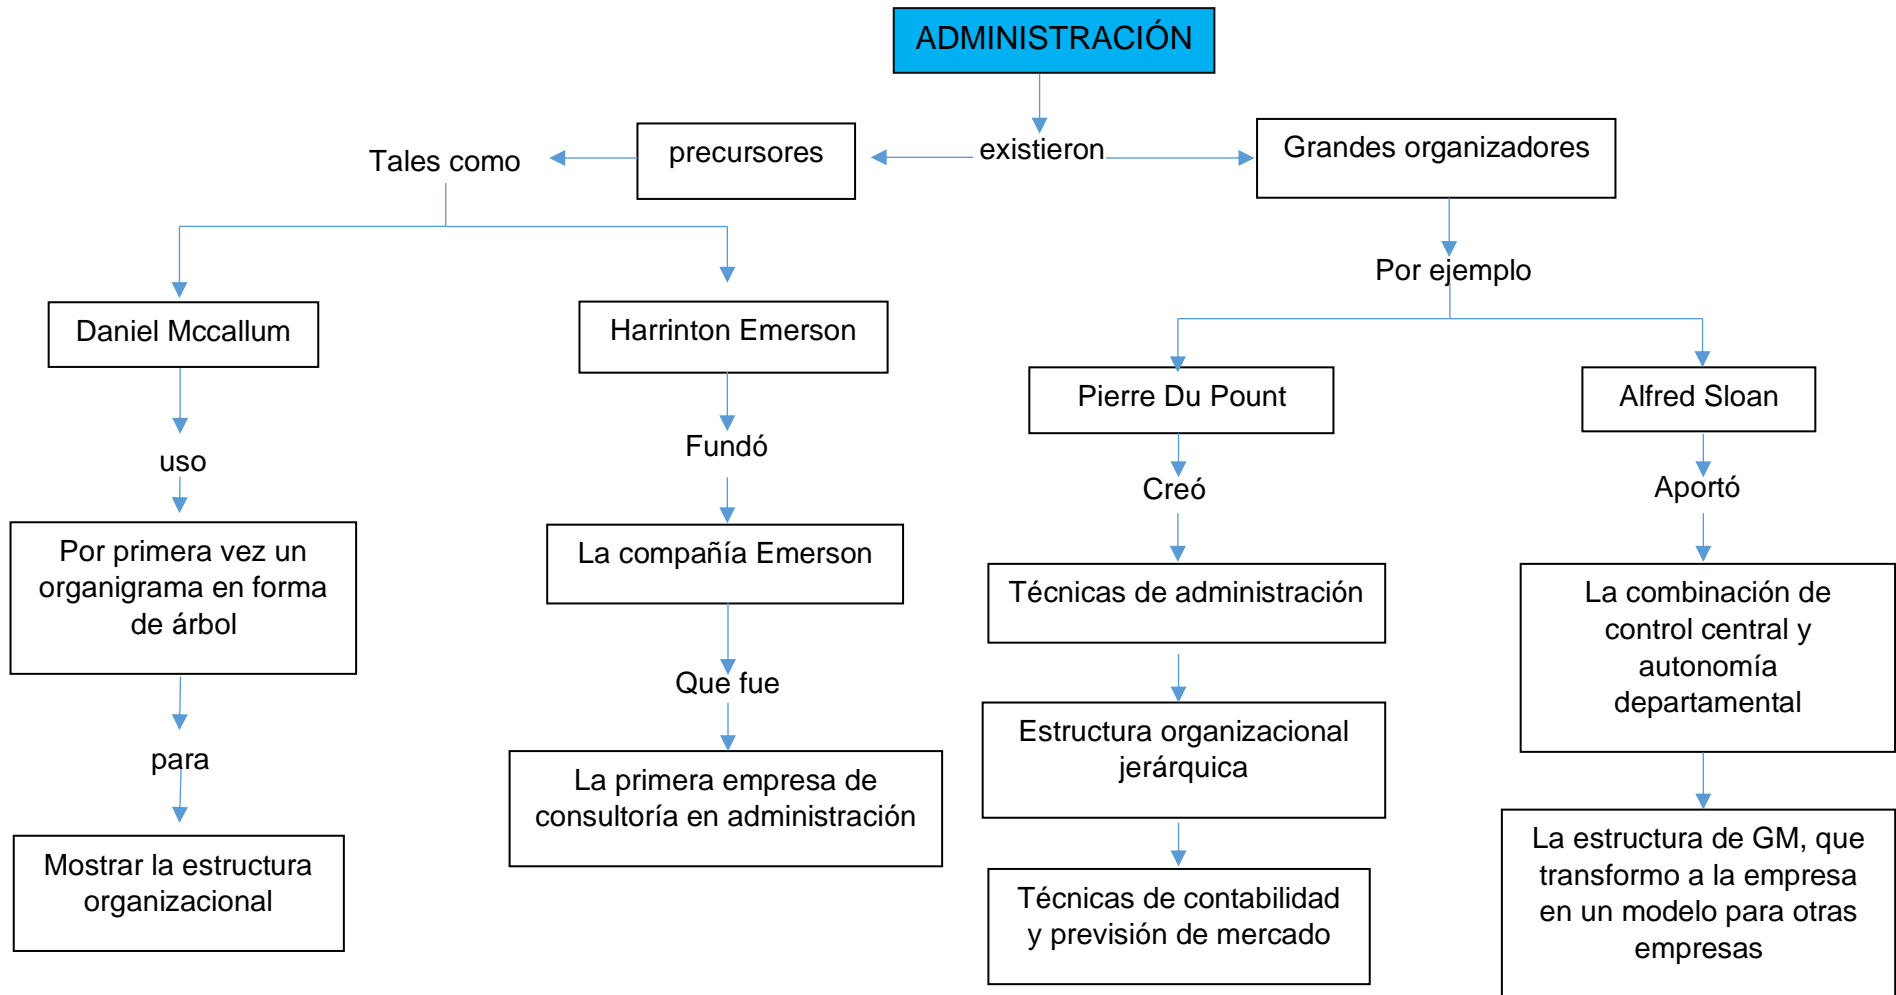 ADMINISTRACIÓN
existieron
precursores
Tales como
Grandes organizadores
Por ejemplo
Daniel Mccallum
uso
Por primera vez un
organigrama en forma
de árbol
para
Mostrar la estructura
organizacional
Harrinton Emerson
Fundó
La compañía Emerson
Que fue
La primera empresa de
consultoría en administración
Pierre Du Pount
Creó
Técnicas de administración
Estructura organizacional
jerárquica
Técnicas de contabilidad
y previsión de mercado
Alfred Sloan
Aportó
La combinación de
control central y
autonomía
departamental
La estructura de GM, que
transformo a la empresa
en un modelo para otras
empresas